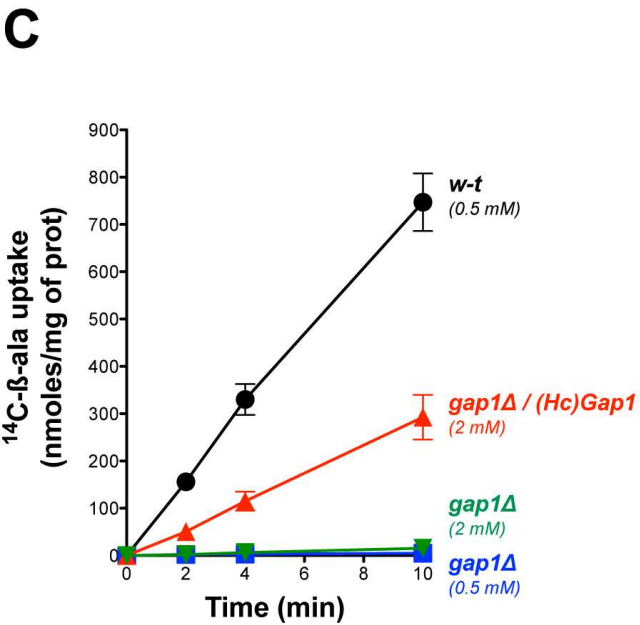 C
900
800
700
600
500
400
300
200
100
0
0 2 4 6 8 10
Time (min)
¹⁴C-ß-ala uptake
(nmoles/mg of prot)
w-t
(0.5 mM)
gap1Δ / (Hc)Gap1
(2 mM)
gap1Δ
(2 mM)
gap1Δ
(0.5 mM)